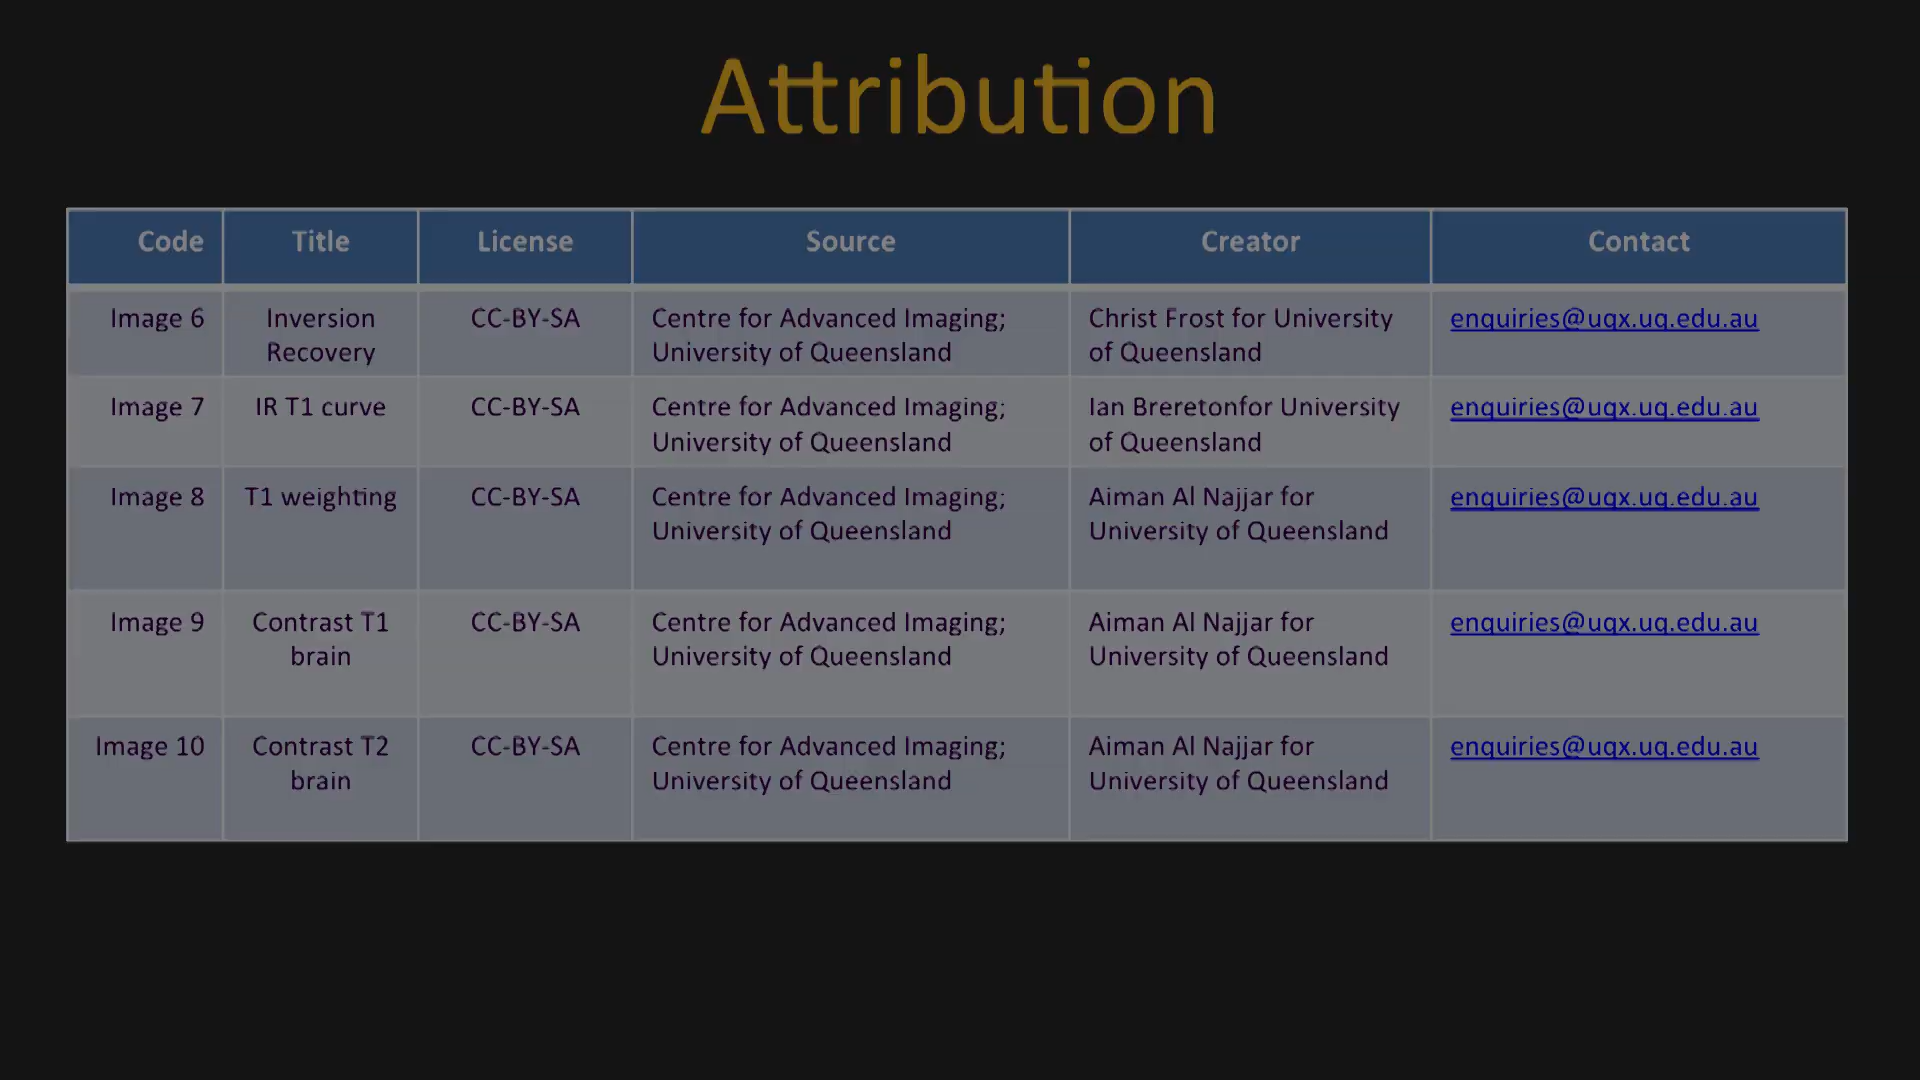 Attribution
Code Title License Source Creator Contact
Image 6 Inversion CC-BY-SA Centre for Advanced Imaging; Christ Frost for University enquiries@uqx.uq.edu.au
Recovery University of Queensland of Queensland
Image 7 IR T1 curve CC-BY-SA Centre for Advanced Imaging; Ian Breretonfor University enquiries@uqx.uq.edu.au
University of Queensland of Queensland
Image 8 T1 weighting CC-BY-SA Centre for Advanced Imaging; Aiman Al Najjar for enquiries@uqx.uq.edu.au
University of Queensland University of Queensland
Image 9 Contrast T1 CC-BY-SA Centre for Advanced Imaging; Aiman Al Najjar for enquiries@uqx.uq.edu.au
brain University of Queensland University of Queensland
Image 10 Contrast T2 CC-BY-SA Centre for Advanced Imaging; Aiman Al Najjar for enquiries@uqx.uq.edu.au
brain University of Queensland University of Queensland